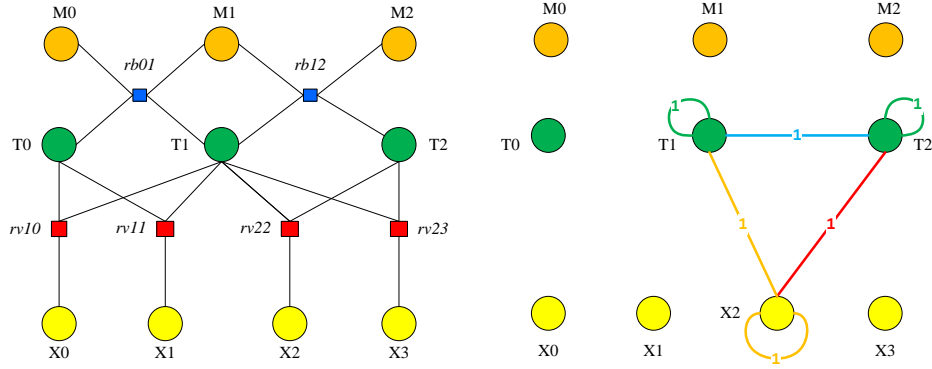 M0 M1 M2
rb01 rb12
T0 T1 T2
rv10 rv11 rv22 rv23
X0 X1 X2 X3
M0 M1 M2
1 1
T0 T1 1 T2
1 1
X2
1
X0 X1 X3